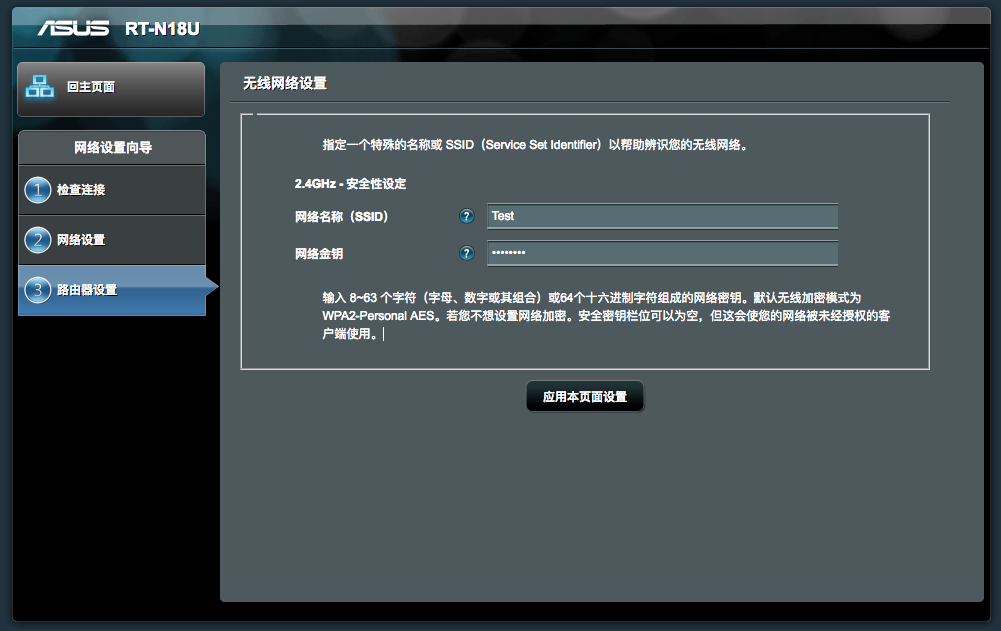 ASUS RT-N18U
回主页面
网络设置向导
1 检查连接
2 网络设置
3 路由器设置
无线网络设置
指定一个特殊的名称或 SSID（Service Set Identifier）以帮助辨识您的无线网络。
2.4GHz - 安全性设定
网络名称（SSID） ? Test
网络金钥 ? ••••••••
输入 8~63 个字符（字母、数字或其组合）或64个十六进制字符组成的网络密钥。默认无线加密模式为
WPA2-Personal AES。若您不想设置网络加密。安全密钥栏位可以为空，但这会使您的网络被未经授权的客
户端使用。
应用本页面设置